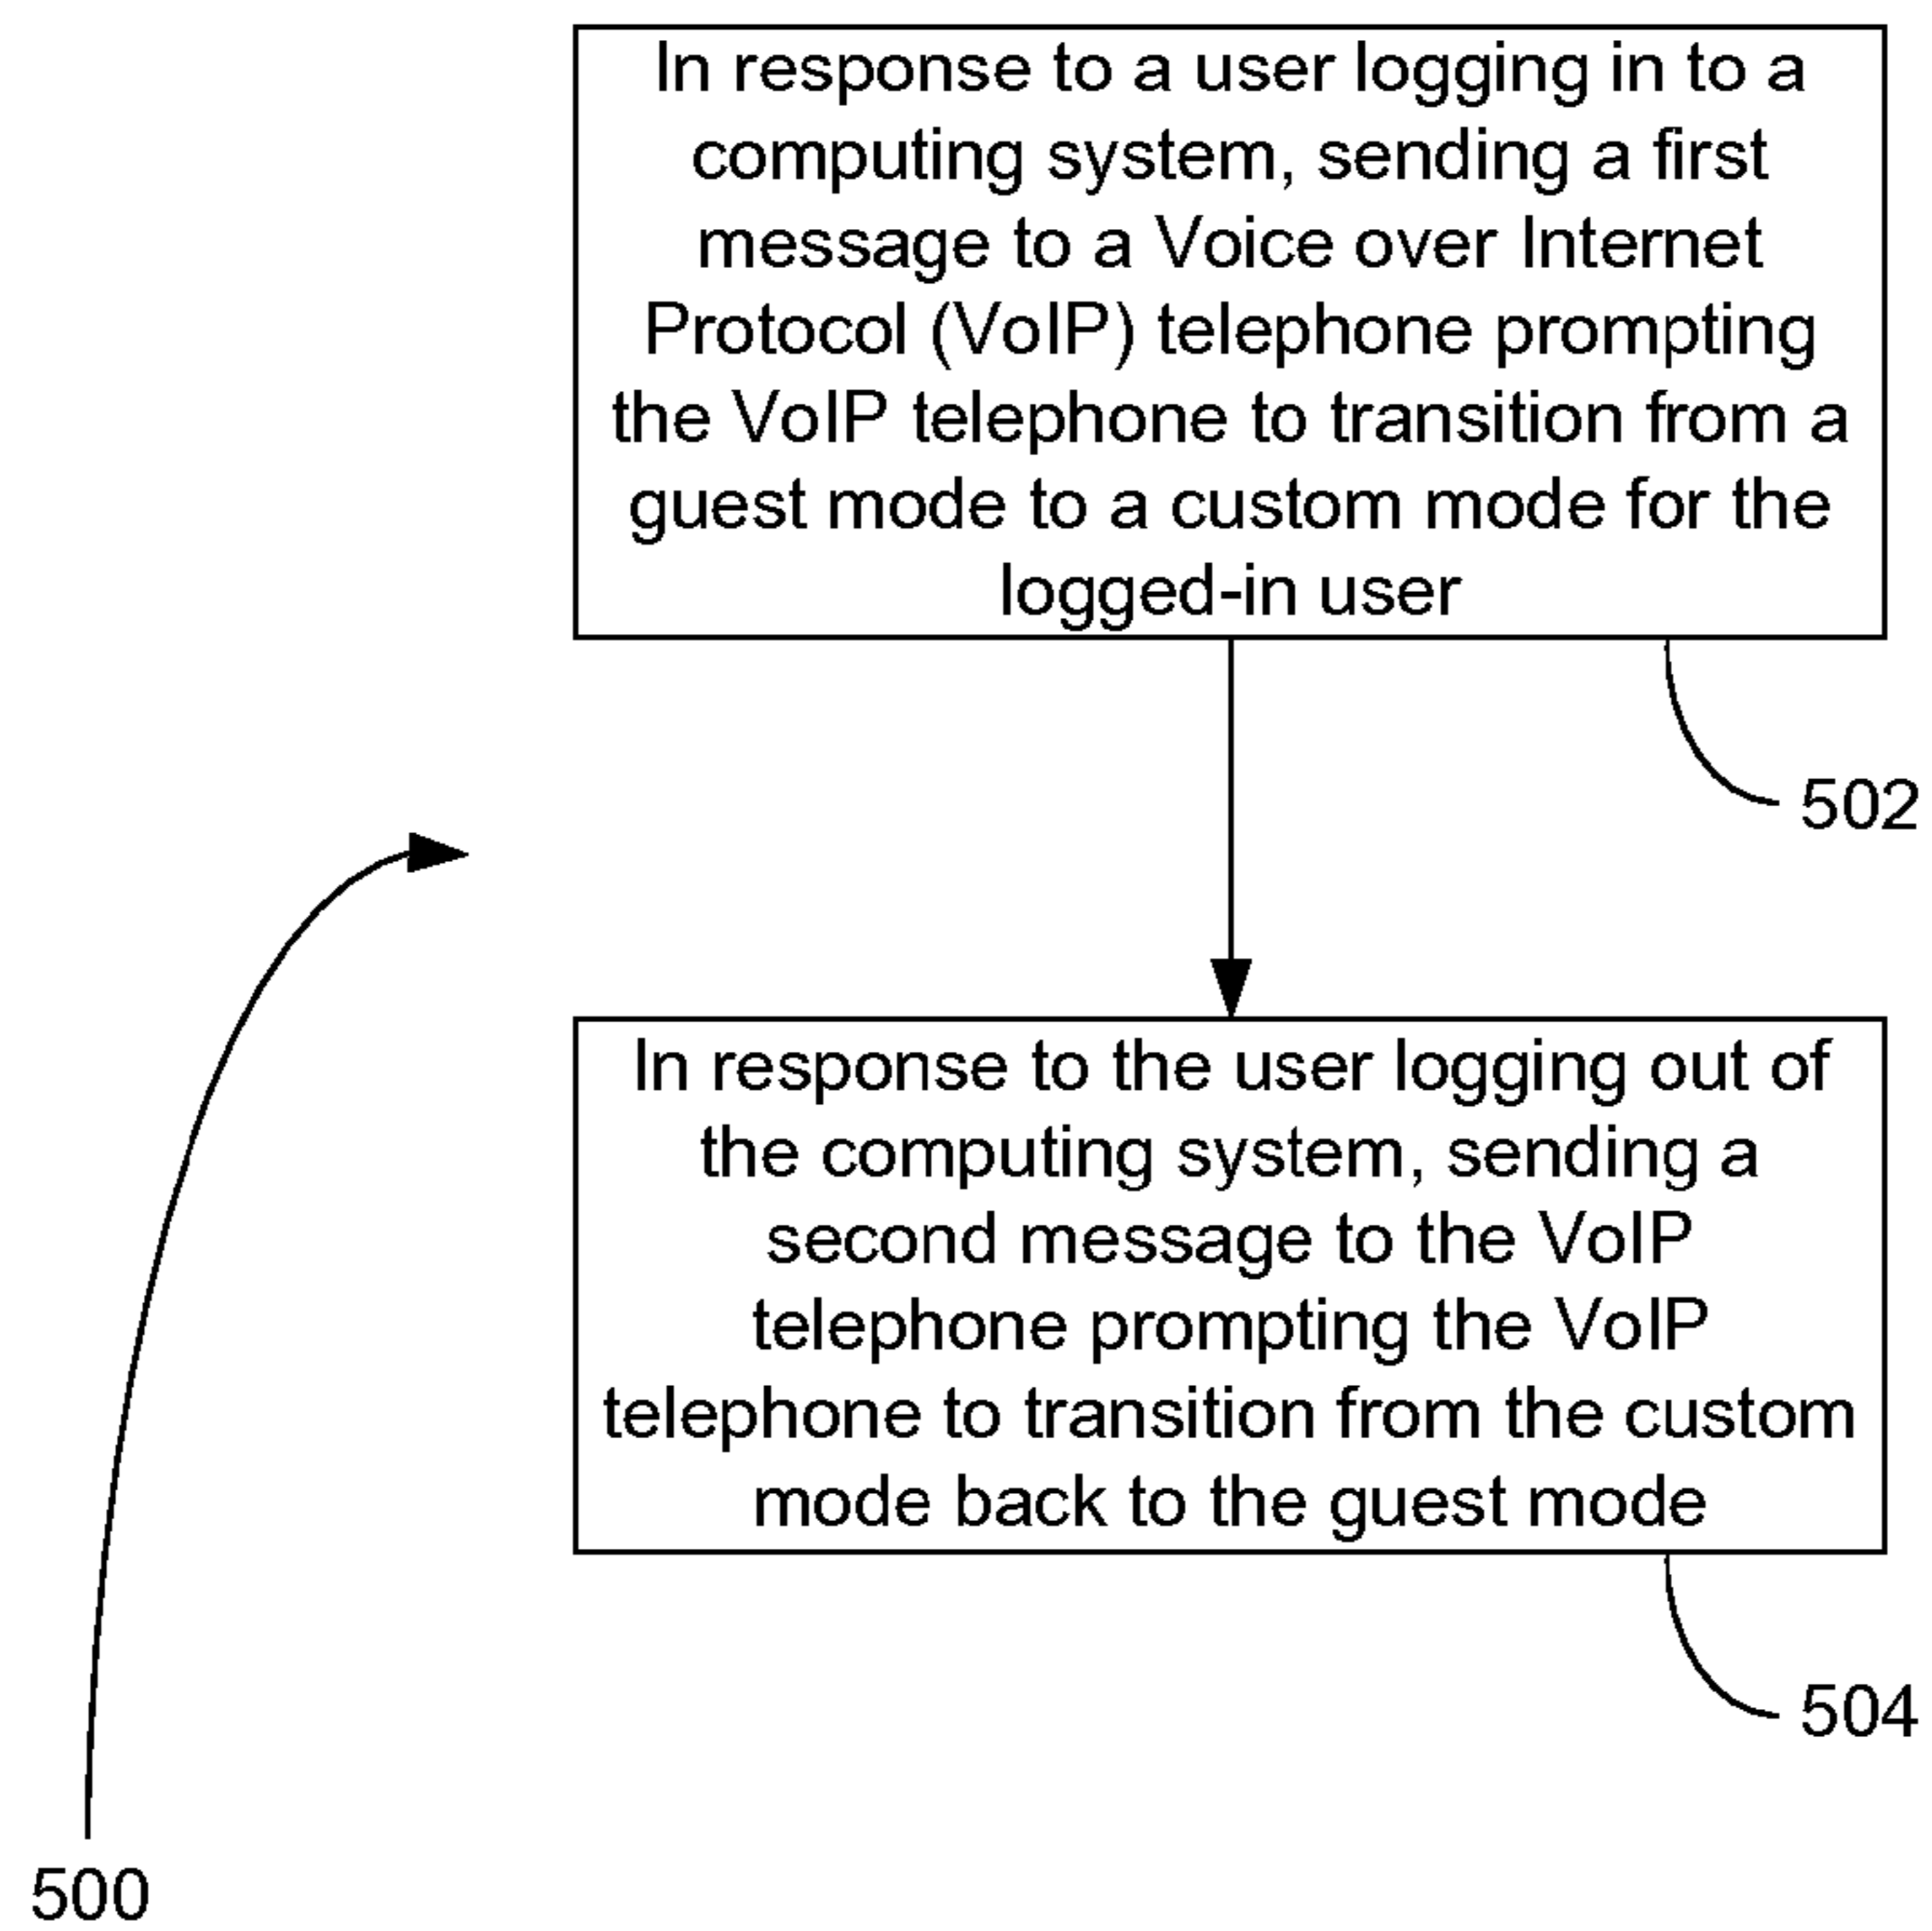 In response to a user logging in to a
computing system, sending a first
message to a Voice over Internet
Protocol (VoIP) telephone prompting
the VoIP telephone to transition from a
guest mode to a custom mode for the
logged-in user
502
In response to the user logging out of
the computing system, sending a
second message to the VoIP
telephone prompting the VoIP
telephone to transition from the custom
mode back to the guest mode
504
500